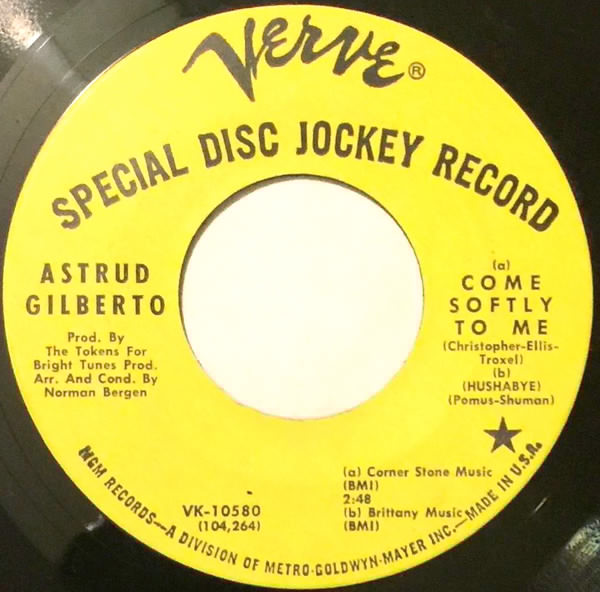 VERVE®
SPECIAL DISC JOCKEY RECORD
ASTRUD
GILBERTO
Prod. By
The Tokens For
Bright Tunes Prod.
Arr. And Cond. By
Norman Bergen
(a)
COME
SOFTLY
TO ME
(Christopher-Ellis-
Troxel)
(b)
(HUSHABYE)
(Pomus-Shuman)
VK-10580
(104,264)
(a) Corner Stone Music
(BMI)
2:48
(b) Brittany Music
(BMI)
MGM RECORDS—A DIVISION OF METRO-GOLDWYN-MAYER INC.—MADE IN U.S.A.